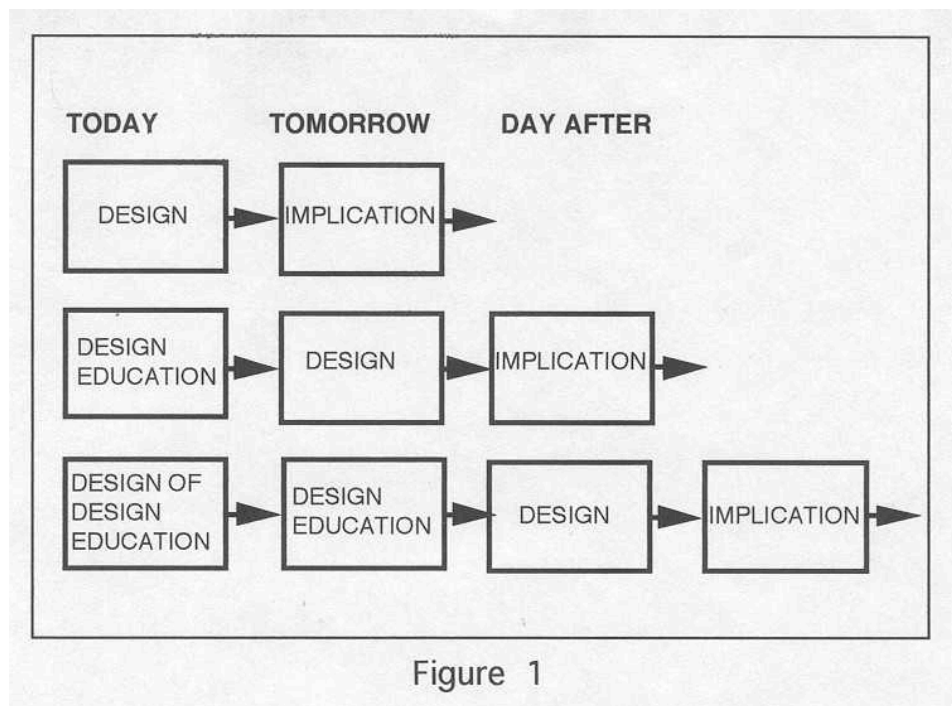 TODAY TOMORROW DAY AFTER
DESIGN IMPLICATION
DESIGN
EDUCATION
DESIGN
IMPLICATION
DESIGN OF
DESIGN
EDUCATION
DESIGN
EDUCATION
DESIGN
IMPLICATION
Figure 1